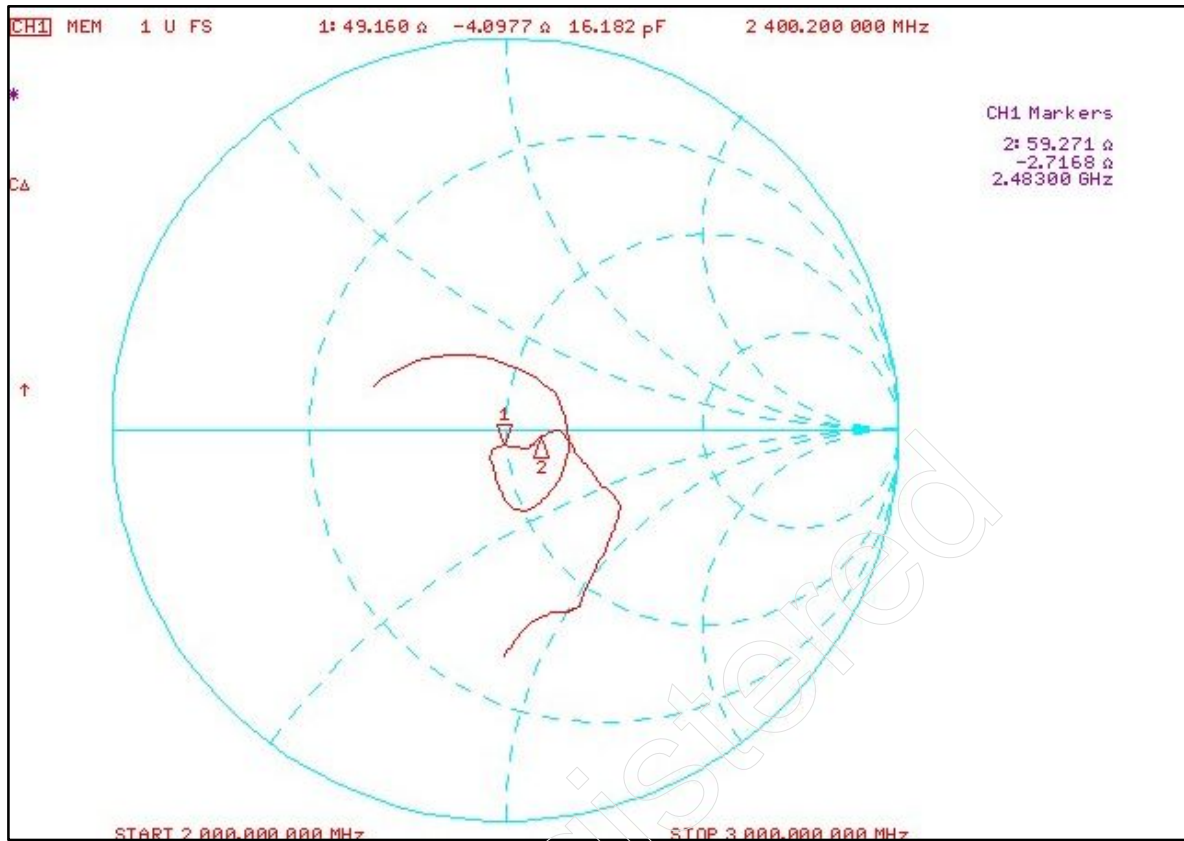 CH1 MEM 1 U FS 1: 49.160 Ω -4.0977 Ω 16.182 pF 2 400.200 000 MHz
*
CH1 Markers
2: 59.271 Ω
-2.7168 Ω
2.48300 GHz
CΔ
↑
1
2
istered
START 2 000.000 000 MHz STOP 3 000.000 000 MHz